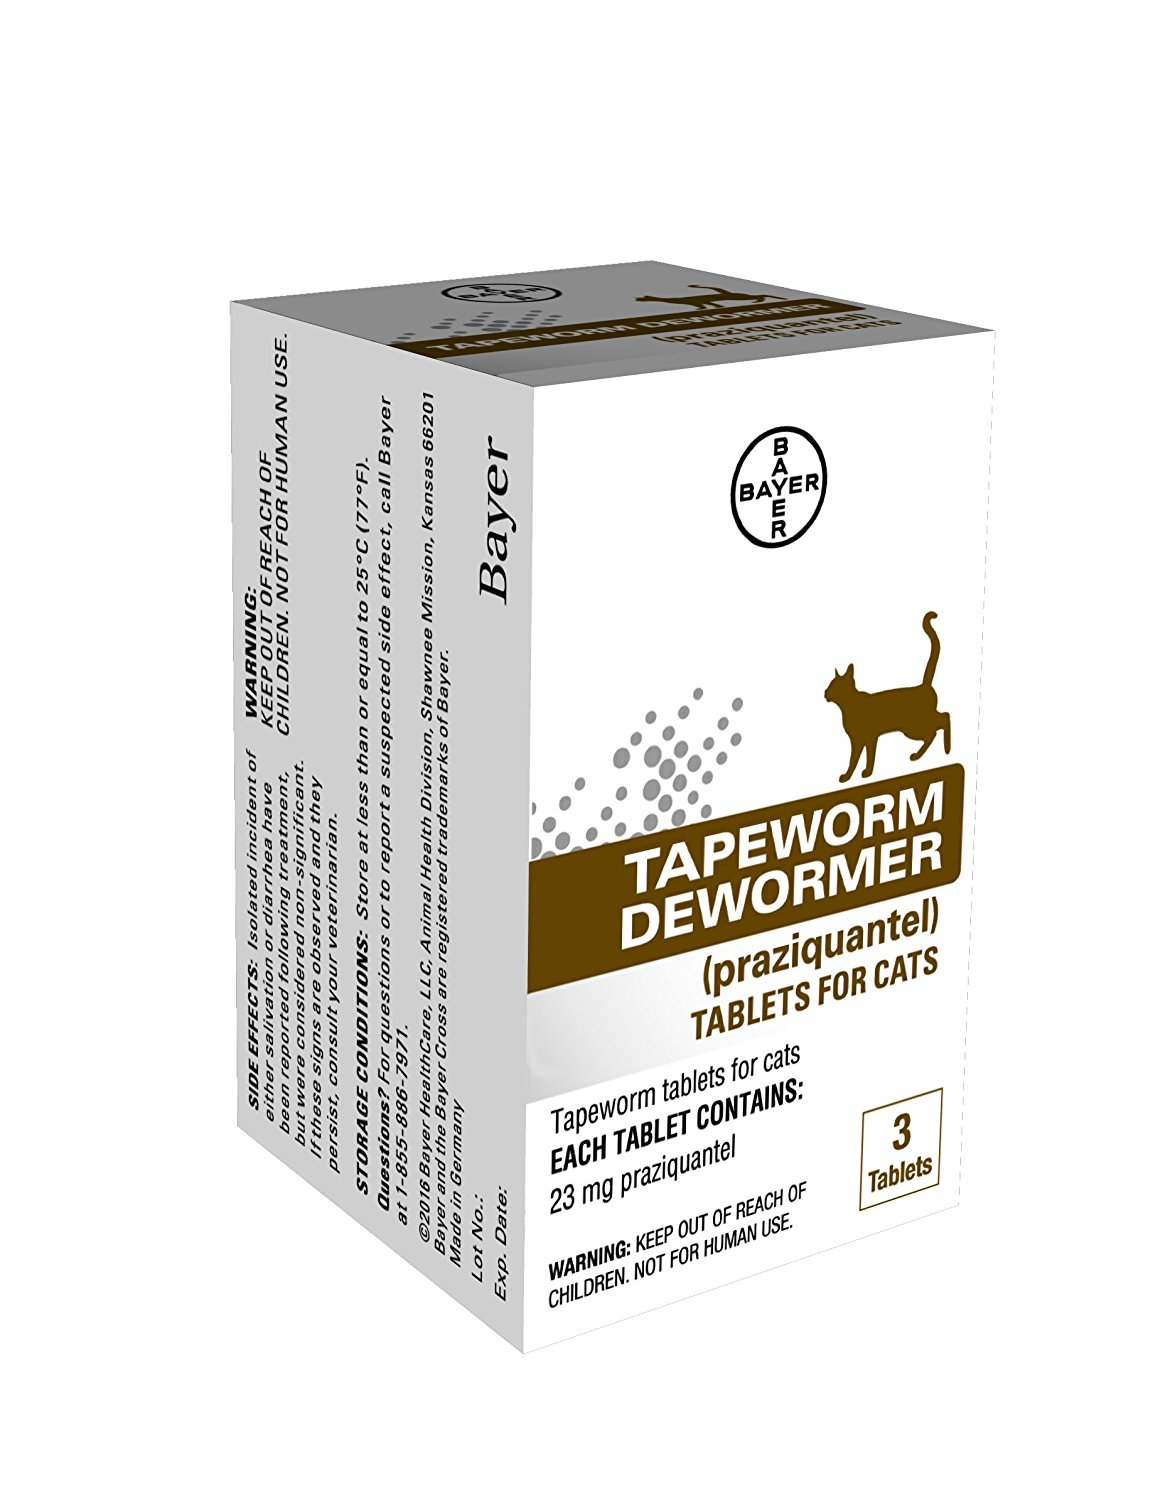 BAYER
BAYER
TAPEWORM DEWORMER
(praziquantel)
TABLETS FOR CATS
BAYER
BAYER
TAPEWORM
DEWORMER
(praziquantel)
TABLETS FOR CATS
Tapeworm tablets for cats
EACH TABLET CONTAINS:
23 mg praziquantel
3
Tablets
WARNING: KEEP OUT OF REACH OF
CHILDREN. NOT FOR HUMAN USE.
SIDE EFFECTS: Isolated incident of
either salivation or diarrhea have
been reported following treatment,
but were considered non-significant.
If these signs are observed and they
persist, consult your veterinarian.
WARNING:
KEEP OUT OF REACH OF
CHILDREN. NOT FOR HUMAN USE.
STORAGE CONDITIONS: Store at less than or equal to 25°C (77°F).
Questions? For questions or to report a suspected side effect, call Bayer
at 1-855-886-7971.
©2016 Bayer HealthCare, LLC. Animal Health Division, Shawnee Mission, Kansas 66201
Bayer and the Bayer Cross are registered trademarks of Bayer.
Made in Germany
Lot No.:
Exp. Date:
Bayer